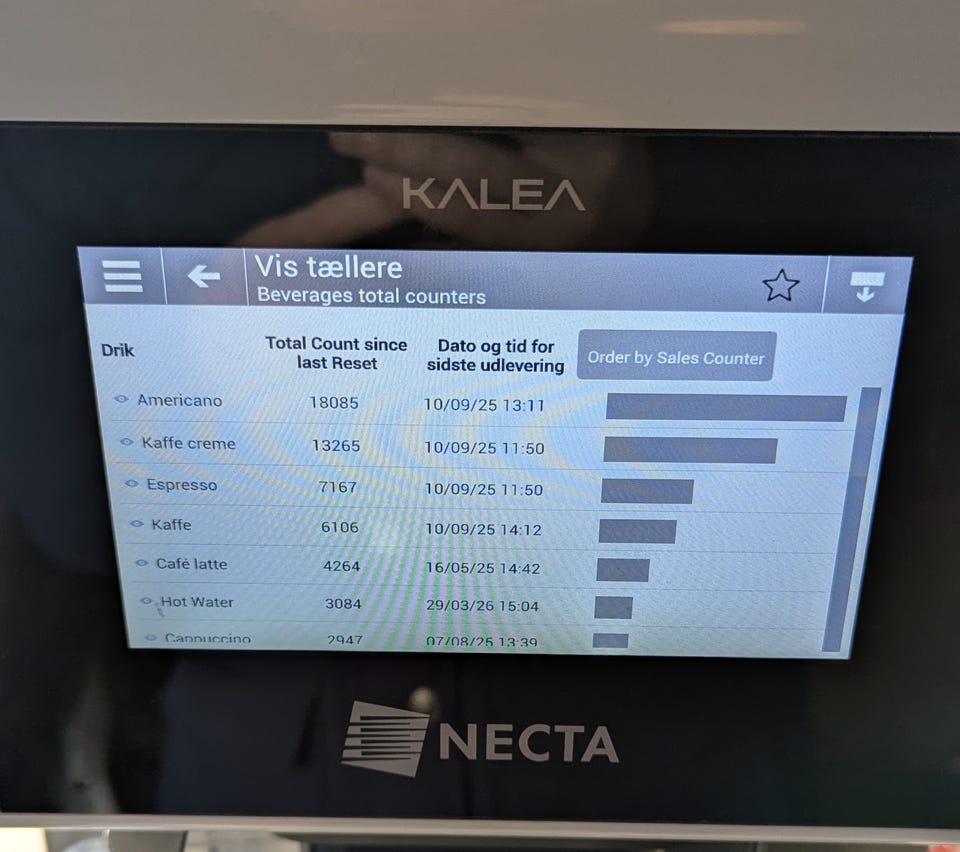 KALEA
Vis tællere
Beverages total counters
Drik
Total Count since last Reset
Dato og tid for sidste udlevering
Order by Sales Counter
Americano 18085 10/09/25 13:11
Kaffe creme 13265 10/09/25 11:50
Espresso 7167 10/09/25 11:50
Kaffe 6106 10/09/25 14:12
Café latte 4264 16/05/25 14:42
Hot Water 3084 29/03/26 15:04
Cappuccino 2947 07/08/25 13:39
NECTA